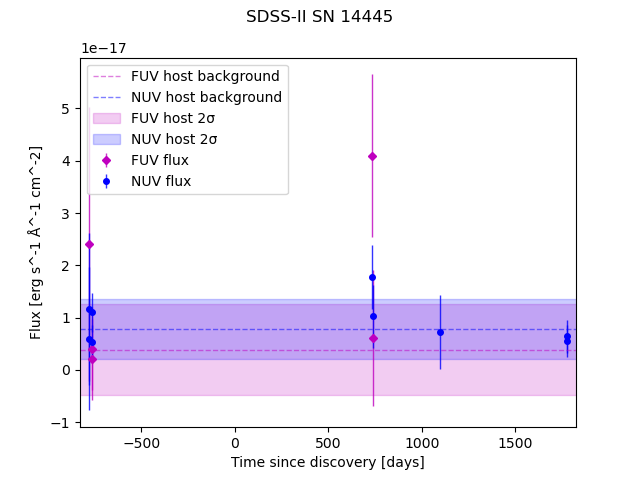 SDSS-II SN 14445
1e−17
FUV host background
NUV host background
FUV host 2σ
NUV host 2σ
FUV flux
NUV flux
5
4
3
2
1
0
−1
Flux [erg s^-1 Å^-1 cm^-2]
−500
0
500
1000
1500
Time since discovery [days]